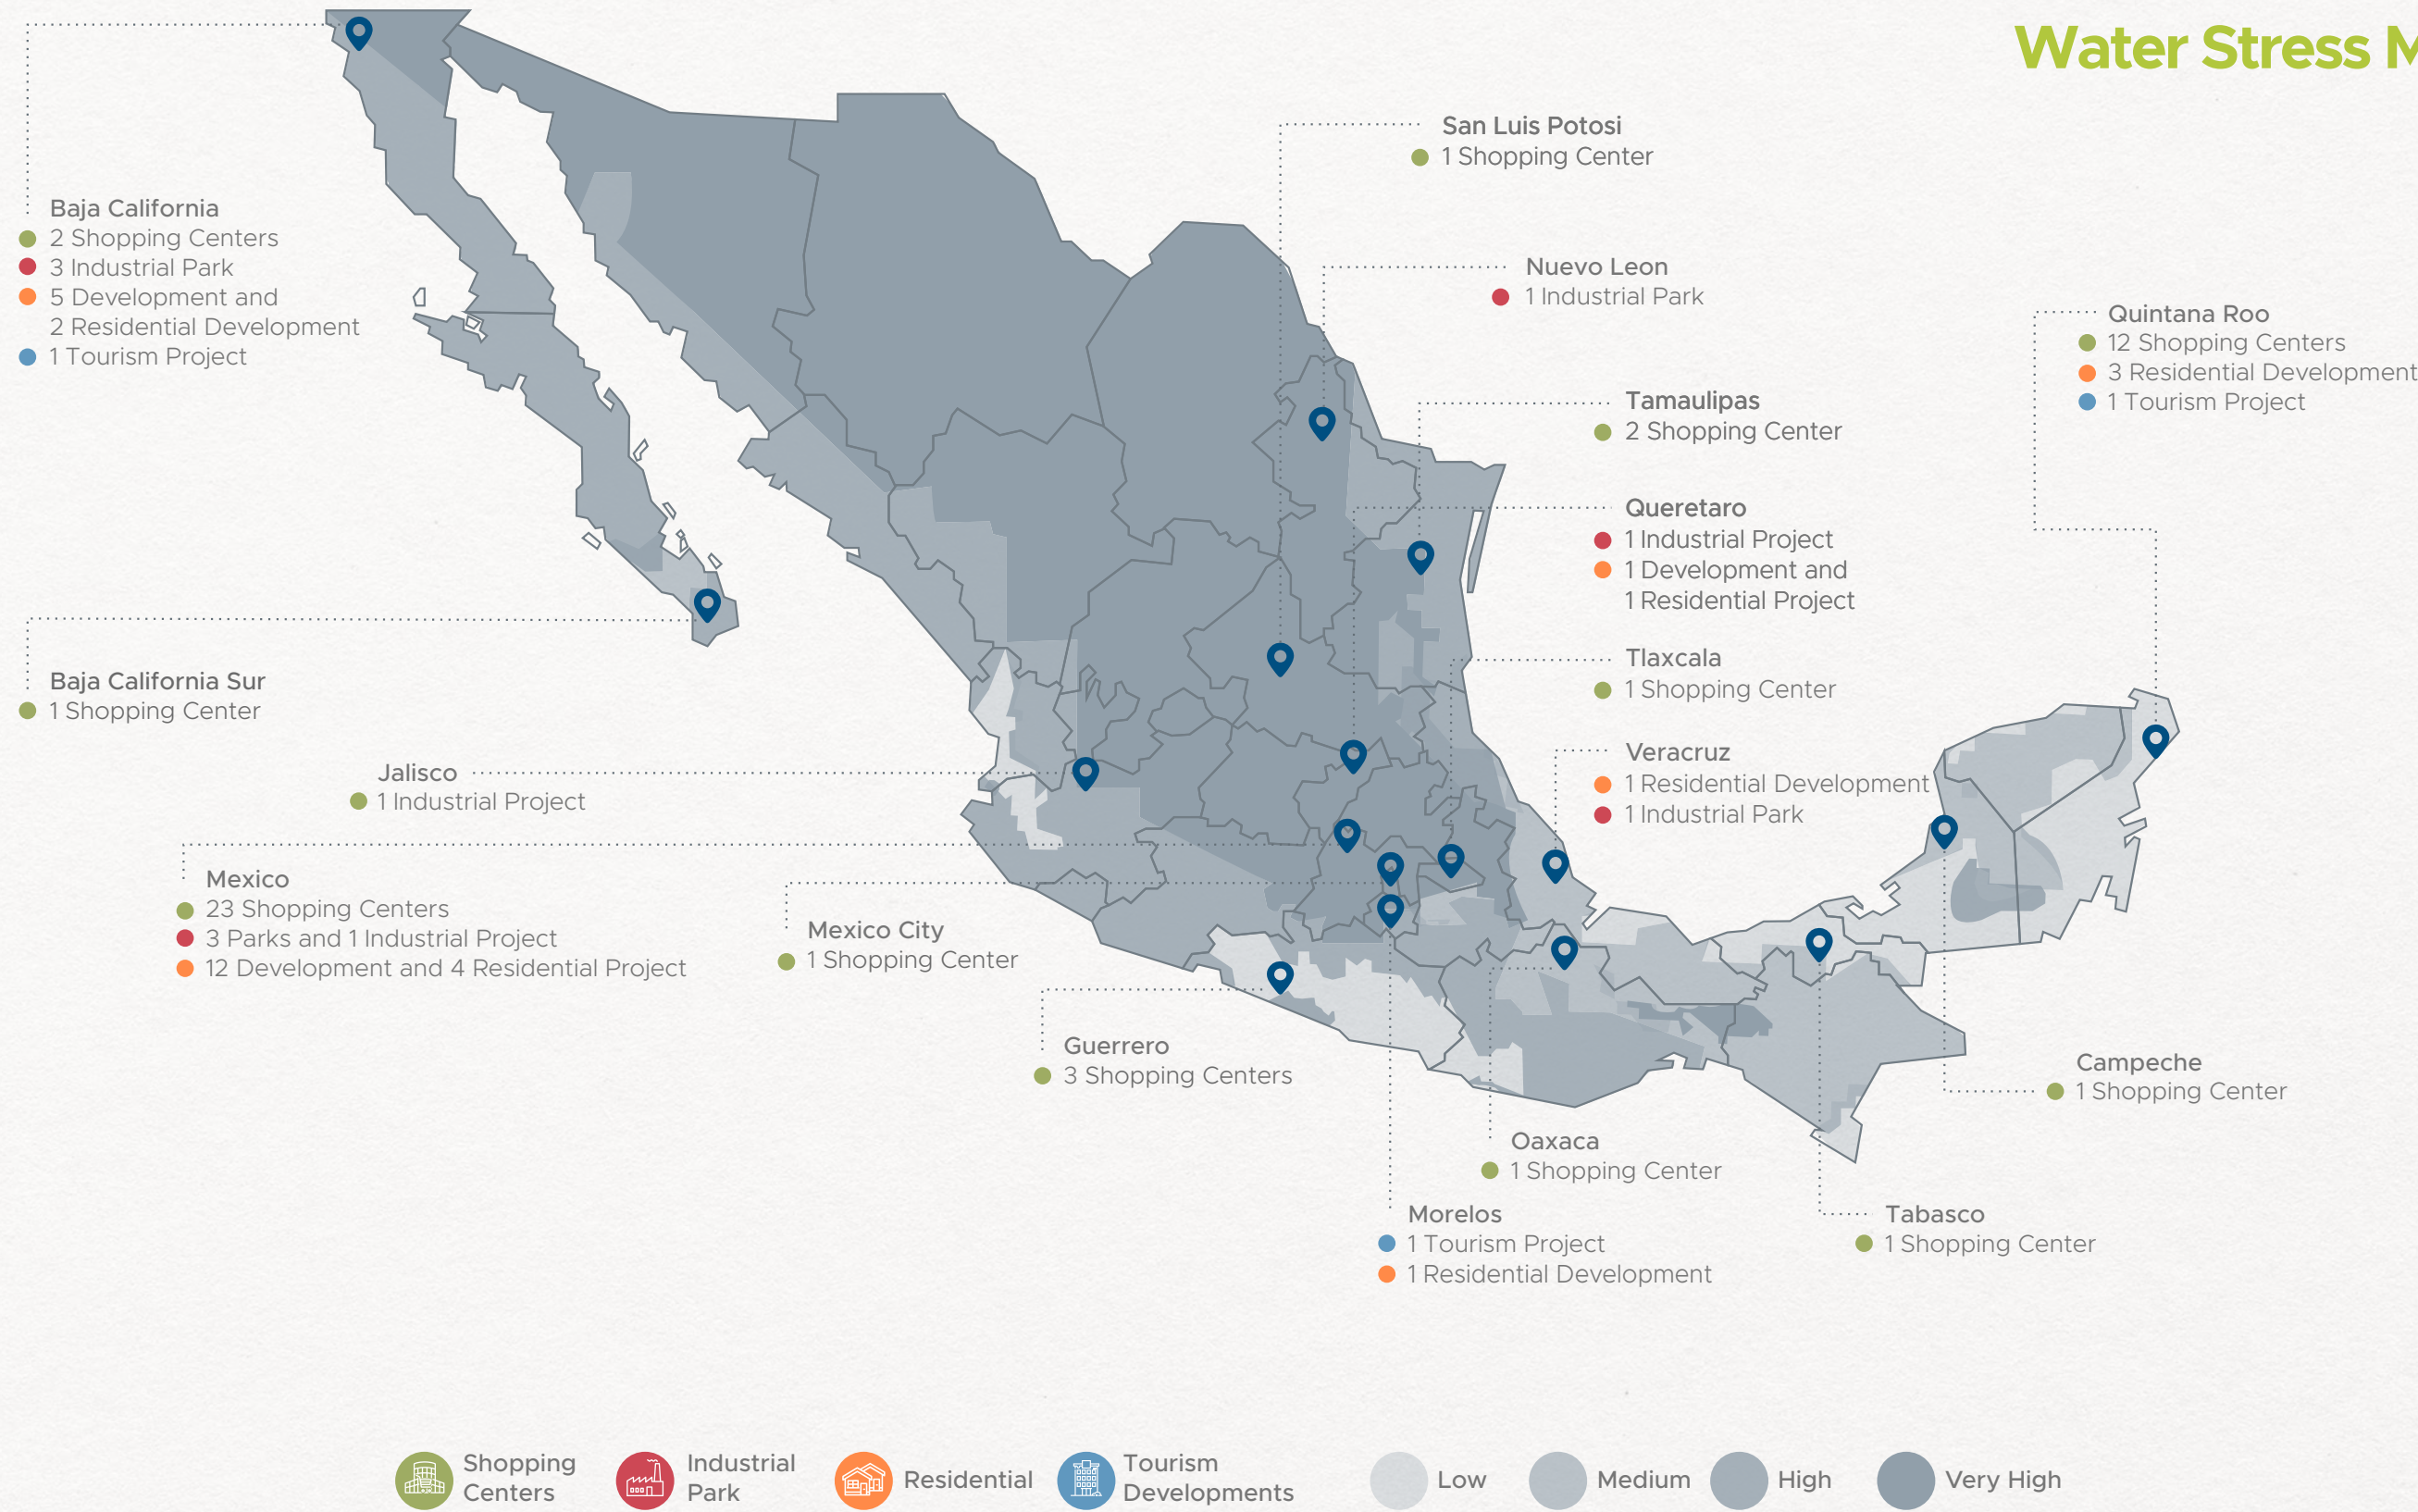 Water Stress M
San Luis Potosi
1 Shopping Center
Baja California
2 Shopping Centers
3 Industrial Park
5 Development and
2 Residential Development
1 Tourism Project
Nuevo Leon
1 Industrial Park
Quintana Roo
12 Shopping Centers
3 Residential Development
1 Tourism Project
Tamaulipas
2 Shopping Center
Queretaro
1 Industrial Project
1 Development and
1 Residential Project
Tlaxcala
1 Shopping Center
Baja California Sur
1 Shopping Center
Veracruz
1 Residential Development
1 Industrial Park
Jalisco
1 Industrial Project
Mexico
23 Shopping Centers
3 Parks and 1 Industrial Project
12 Development and 4 Residential Project
Mexico City
1 Shopping Center
Guerrero
3 Shopping Centers
Campeche
1 Shopping Center
Oaxaca
1 Shopping Center
Morelos
1 Tourism Project
1 Residential Development
Tabasco
1 Shopping Center
Shopping
Centers
Industrial
Park
Residential
Tourism
Developments
Low
Medium
High
Very High